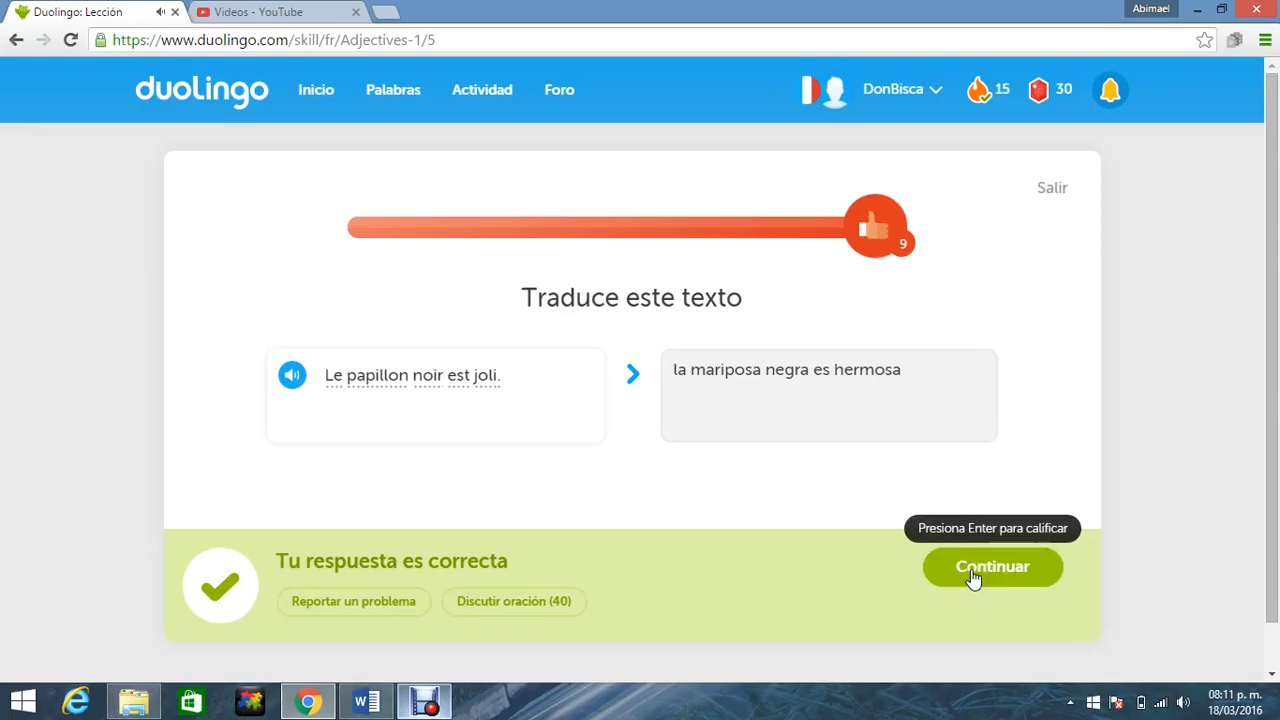 Duolingo: Lección
Videos - YouTube
Abimael
https://www.duolingo.com/skill/fr/Adjectives-1/5
duolingo Inicio Palabras Actividad Foro DonBisca 15 30
Salir
9
Traduce este texto
Le papillon noir est joli.
la mariposa negra es hermosa
Presiona Enter para calificar
Tu respuesta es correcta
Continuar
Reportar un problema Discutir oración (40)
08:11 p. m.
18/03/2016